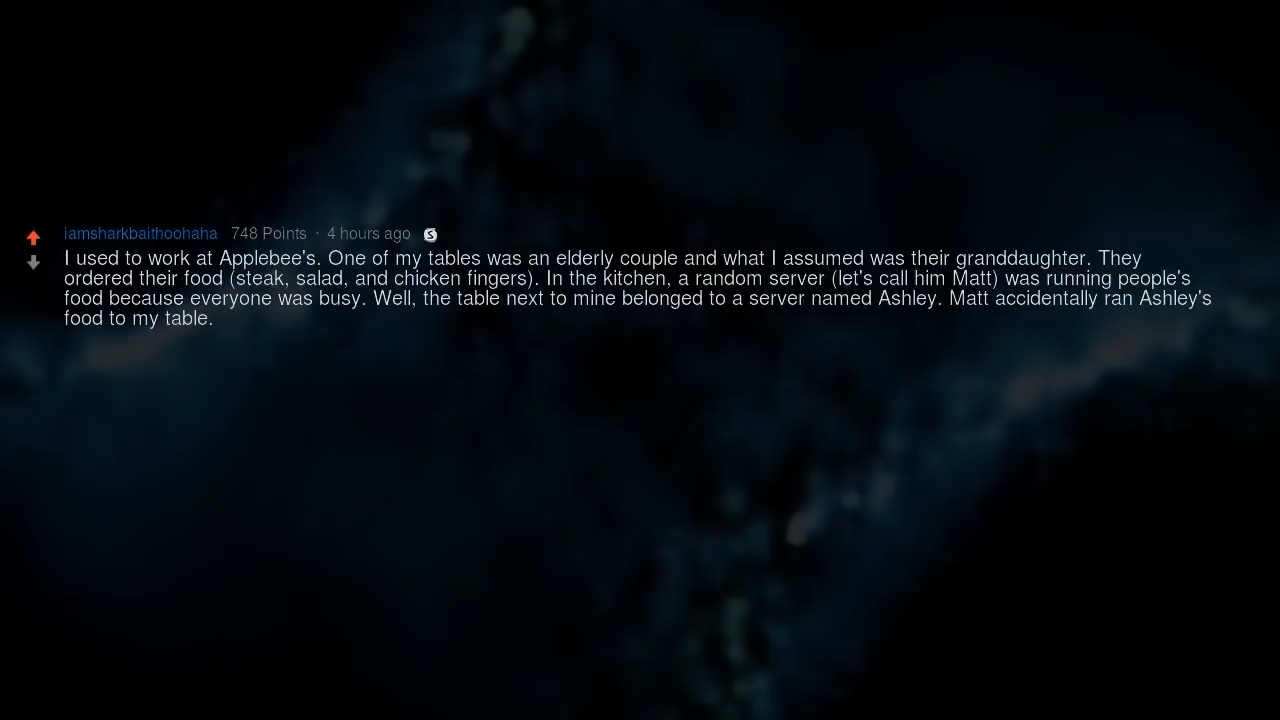 iamsharkbaithoohaha 748 Points · 4 hours ago S
I used to work at Applebee's. One of my tables was an elderly couple and what I assumed was their granddaughter. They
ordered their food (steak, salad, and chicken fingers). In the kitchen, a random server (let's call him Matt) was running people's
food because everyone was busy. Well, the table next to mine belonged to a server named Ashley. Matt accidentally ran Ashley's
food to my table.